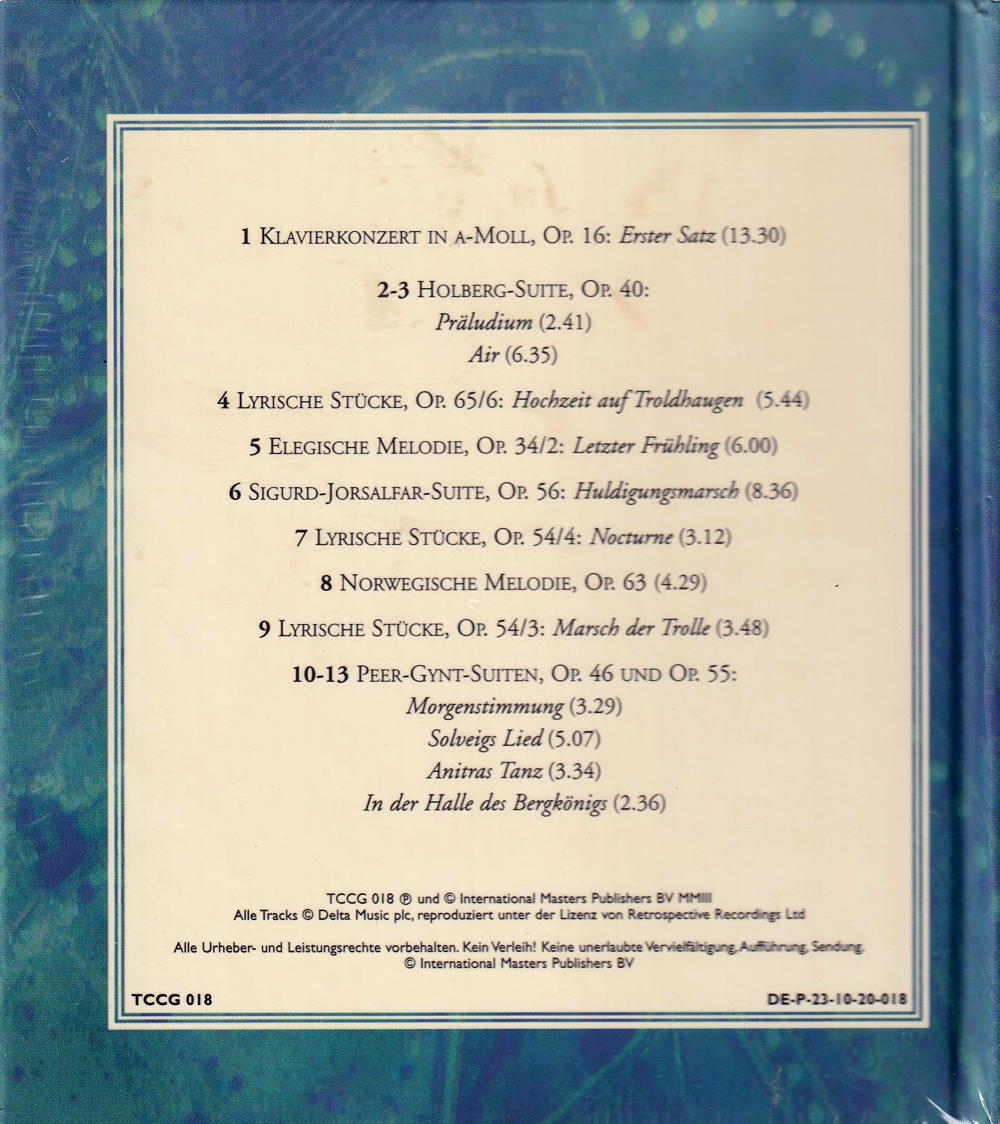 1 Klavierkonzert in a-Moll, Op. 16: Erster Satz (13.30)
2-3 Holberg-Suite, Op. 40:
Präludium (2.41)
Air (6.35)
4 Lyrische Stücke, Op. 65/6: Hochzeit auf Troldhaugen (5.44)
5 Elegische Melodie, Op. 34/2: Letzter Frühling (6.00)
6 Sigurd-Jorsalfar-Suite, Op. 56: Huldigungsmarsch (8.36)
7 Lyrische Stücke, Op. 54/4: Nocturne (3.12)
8 Norwegische Melodie, Op. 63 (4.29)
9 Lyrische Stücke, Op. 54/3: Marsch der Trolle (3.48)
10-13 Peer-Gynt-Suiten, Op. 46 und Op. 55:
Morgenstimmung (3.29)
Solveigs Lied (5.07)
Anitras Tanz (3.34)
In der Halle des Bergkönigs (2.36)
TCCG 018 ℗ und © International Masters Publishers BV MMIII
Alle Tracks © Delta Music plc, reproduziert unter der Lizenz von Retrospective Recordings Ltd
Alle Urheber- und Leistungsrechte vorbehalten. Kein Verleih! Keine unerlaubte Vervielfältigung, Aufführung, Sendung.
© International Masters Publishers BV
TCCG 018
DE-P-23-10-20-018